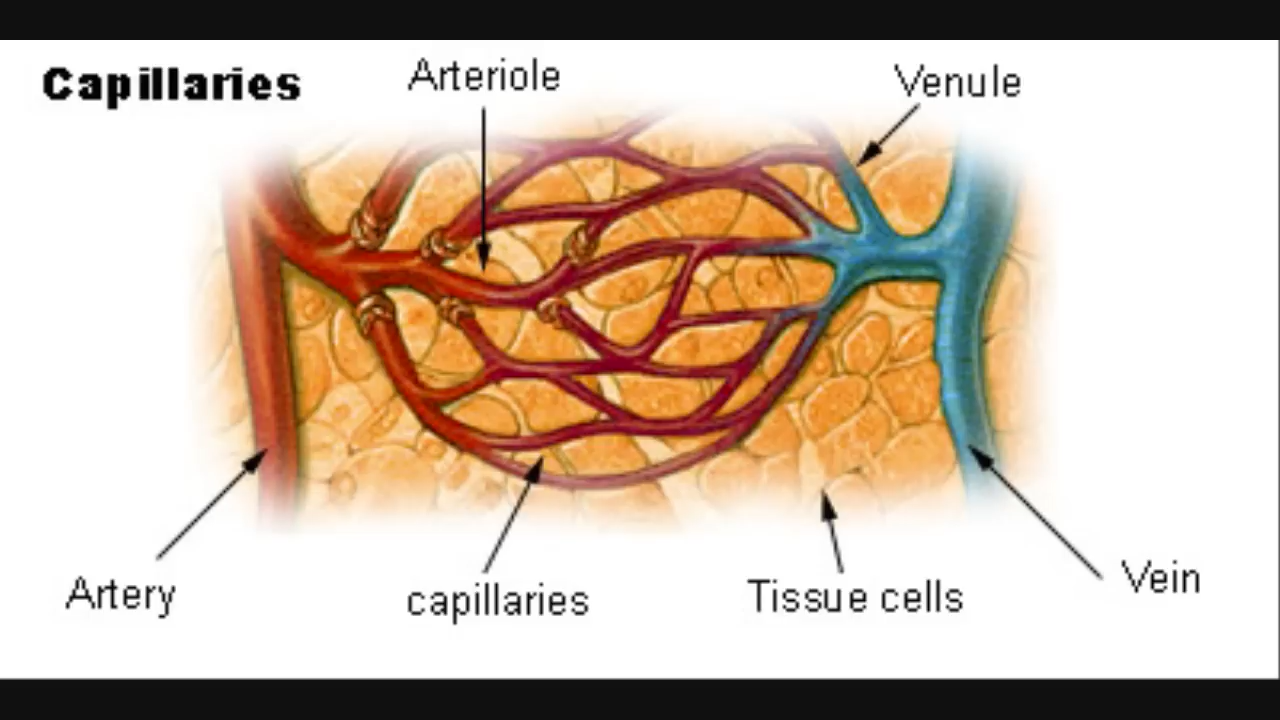 Capillaries
Arteriole
Venule
Artery
capillaries
Tissue cells
Vein